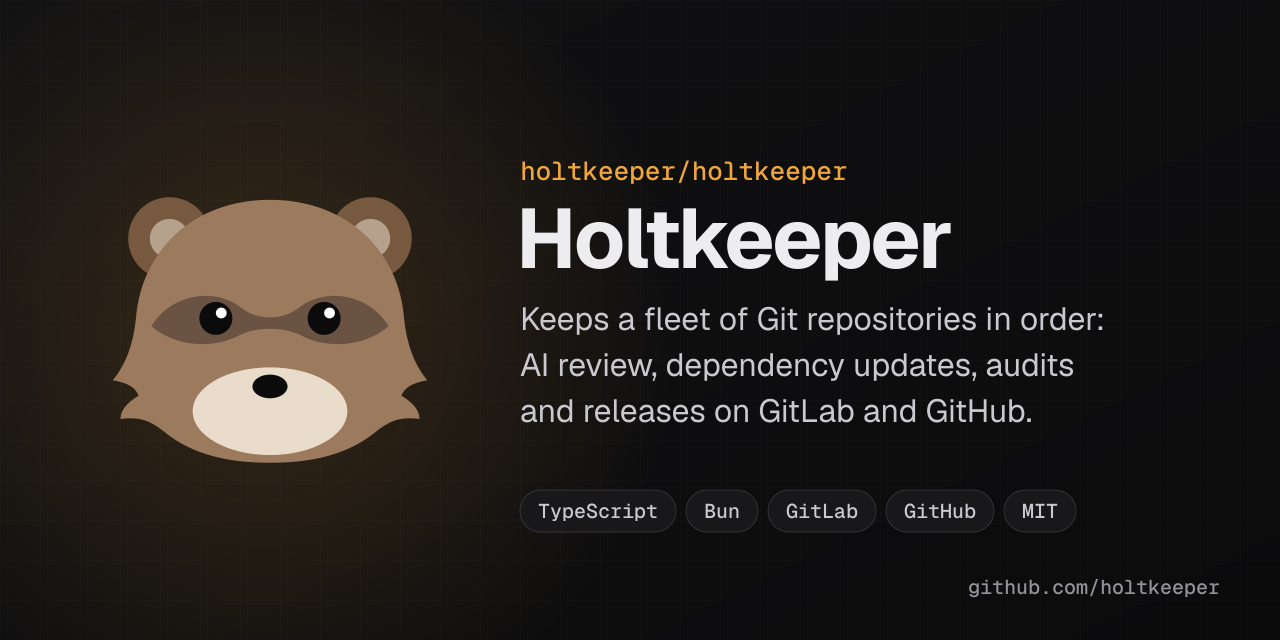 holtkeeper/holtkeeper
Holtkeeper
Keeps a fleet of Git repositories in order:
AI review, dependency updates, audits
and releases on GitLab and GitHub.
TypeScript Bun GitLab GitHub MIT
github.com/holtkeeper